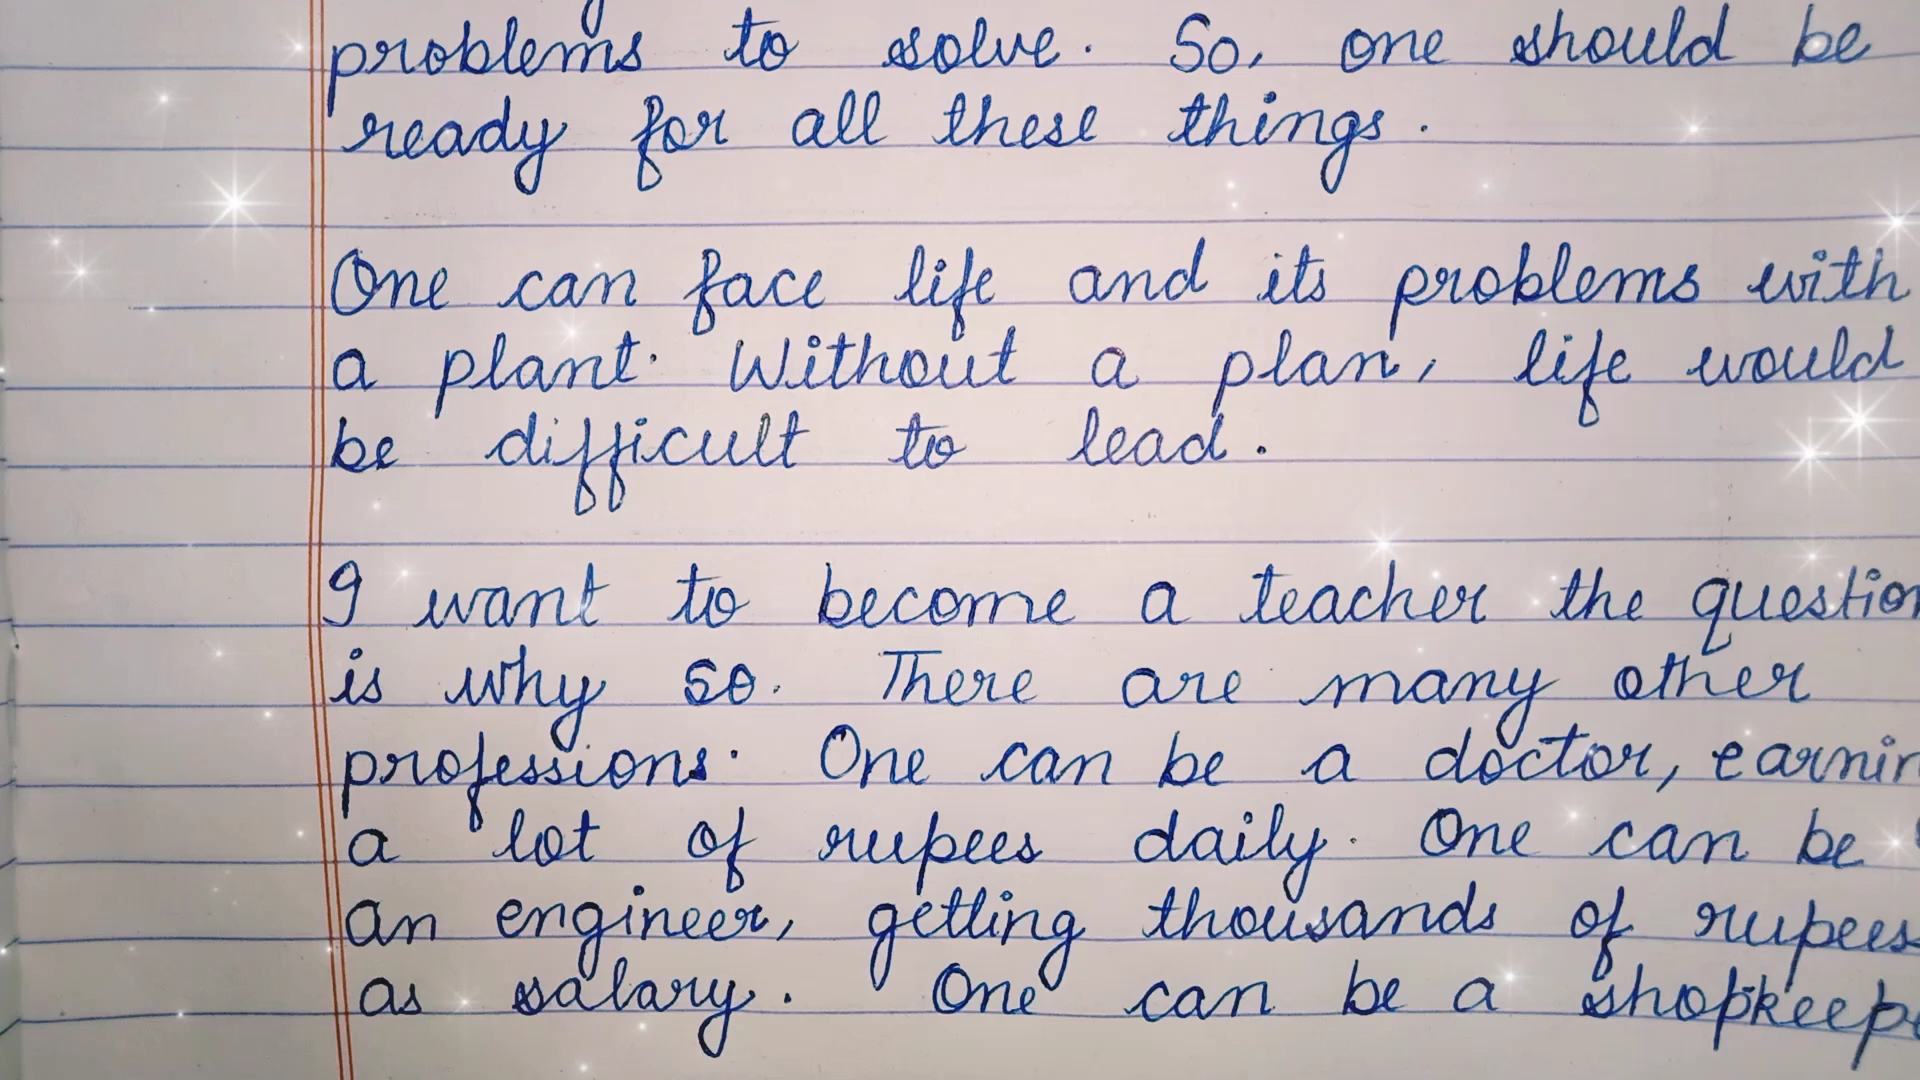 problems to solve. So, one should be
ready for all these things.
One can face life and its problems with
a plant. Without a plan, life would
be difficult to lead.
I want to become a teacher the question
is why so. There are many other
professions. One can be a doctor, earnin
a lot of rupees daily. One can be
an engineer, getting thousands of rupees
as salary. One can be a shopkeepe